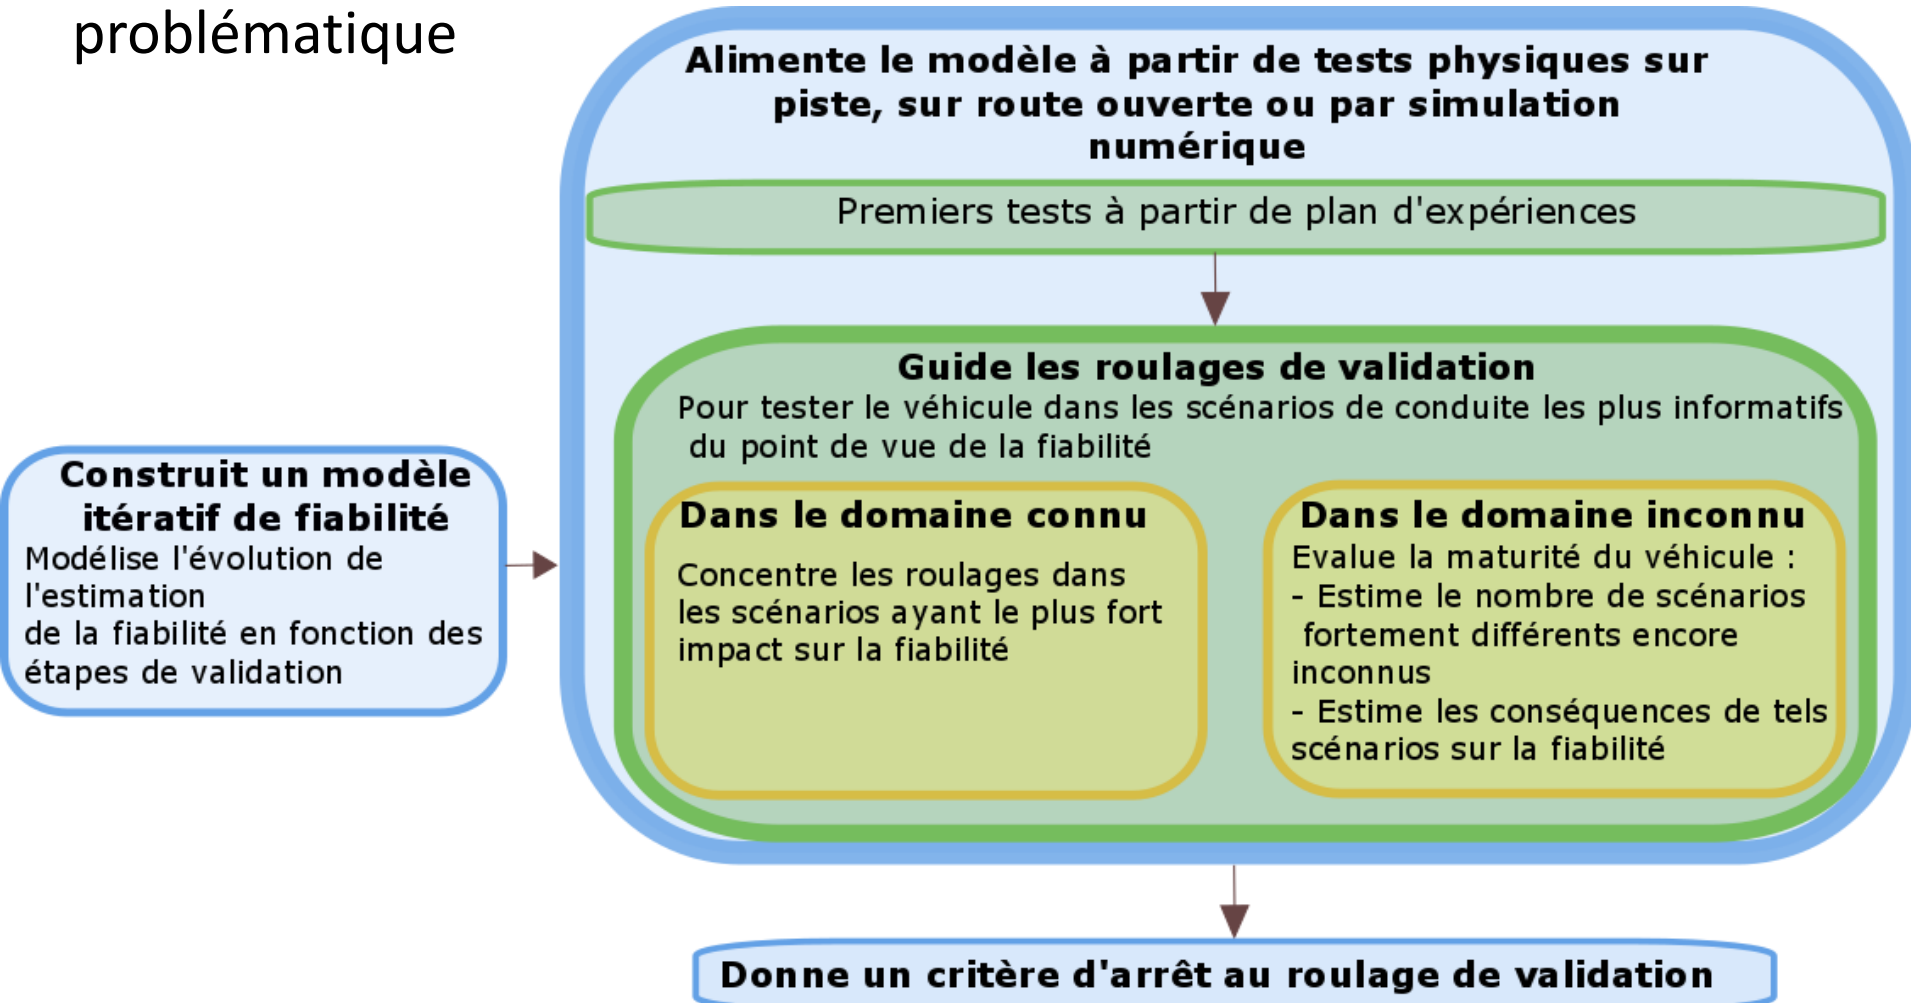 problématique
Alimente le modèle à partir de tests physiques sur
piste, sur route ouverte ou par simulation
numérique
Premiers tests à partir de plan d'expériences
Guide les roulages de validation
Pour tester le véhicule dans les scénarios de conduite les plus informatifs
du point de vue de la fiabilité
Construit un modèle
itératif de fiabilité
Modélise l'évolution de
l'estimation
de la fiabilité en fonction des
étapes de validation
Dans le domaine connu
Concentre les roulages dans
les scénarios ayant le plus fort
impact sur la fiabilité
Dans le domaine inconnu
Evalue la maturité du véhicule :
- Estime le nombre de scénarios
fortement différents encore
inconnus
- Estime les conséquences de tels
scénarios sur la fiabilité
Donne un critère d'arrêt au roulage de validation